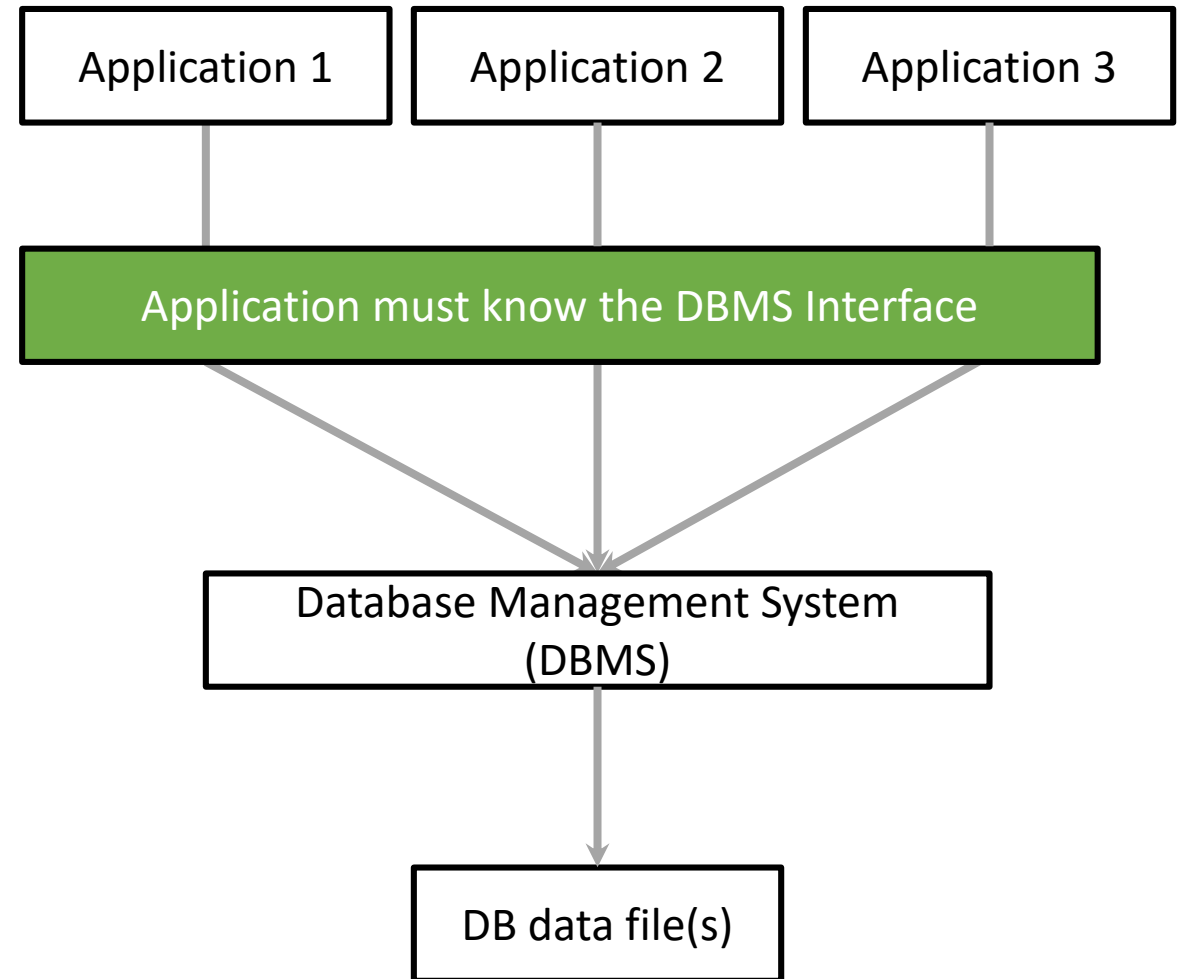 Application 1
Application 2
Application 3
Application must know the DBMS Interface
Database Management System
(DBMS)
DB data file(s)